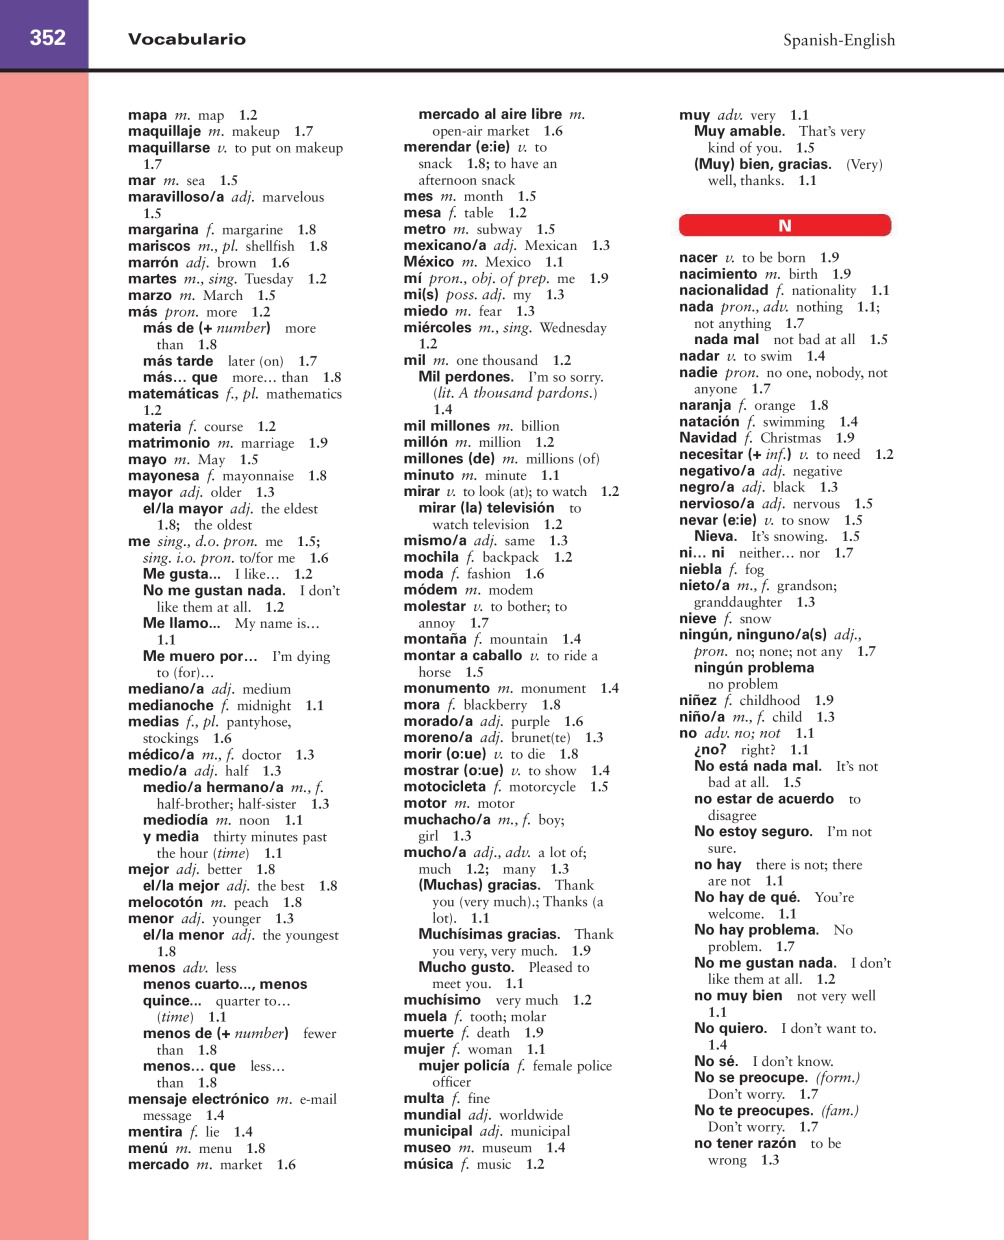 352
Vocabulario
Spanish-English
mapa m. map 1.2
maquillaje m. makeup 1.7
maquillarse v. to put on makeup
1.7
mar m. sea 1.5
maravilloso/a adj. marvelous
1.5
margarina f. margarine 1.8
mariscos m., pl. shellfish 1.8
marrón adj. brown 1.6
martes m., sing. Tuesday 1.2
marzo m. March 1.5
más pron. more 1.2
más de (+ number) more
than 1.8
más tarde later (on) 1.7
más… que more… than 1.8
matemáticas f., pl. mathematics
1.2
materia f. course 1.2
matrimonio m. marriage 1.9
mayo m. May 1.5
mayonesa f. mayonnaise 1.8
mayor adj. older 1.3
el/la mayor adj. the eldest
1.8; the oldest
me sing., d.o. pron. me 1.5;
sing. i.o. pron. to/for me 1.6
Me gusta... I like… 1.2
No me gustan nada. I don't
like them at all. 1.2
Me llamo... My name is…
1.1
Me muero por… I'm dying
to (for)…
mediano/a adj. medium
medianoche f. midnight 1.1
medias f., pl. pantyhose,
stockings 1.6
médico/a m., f. doctor 1.3
medio/a adj. half 1.3
medio/a hermano/a m., f.
half-brother; half-sister 1.3
mediodía m. noon 1.1
y media thirty minutes past
the hour (time) 1.1
mejor adj. better 1.8
el/la mejor adj. the best 1.8
melocotón m. peach 1.8
menor adj. younger 1.3
el/la menor adj. the youngest
1.8
menos adv. less
menos cuarto..., menos
quince... quarter to…
(time) 1.1
menos de (+ number) fewer
than 1.8
menos… que less…
than 1.8
mensaje electrónico m. e-mail
message 1.4
mentira f. lie 1.4
menú m. menu 1.8
mercado m. market 1.6
mercado al aire libre m.
open-air market 1.6
merendar (e:ie) v. to
snack 1.8; to have an
afternoon snack
mes m. month 1.5
mesa f. table 1.2
metro m. subway 1.5
mexicano/a adj. Mexican 1.3
México m. Mexico 1.1
mí pron., obj. of prep. me 1.9
mi(s) poss. adj. my 1.3
miedo m. fear 1.3
miércoles m., sing. Wednesday
1.2
mil m. one thousand 1.2
Mil perdones. I'm so sorry.
(lit. A thousand pardons.)
1.4
mil millones m. billion
millón m. million 1.2
millones (de) m. millions (of)
minuto m. minute 1.1
mirar v. to look (at); to watch 1.2
mirar (la) televisión to
watch television 1.2
mismo/a adj. same 1.3
mochila f. backpack 1.2
moda f. fashion 1.6
módem m. modem
molestar v. to bother; to
annoy 1.7
montaña f. mountain 1.4
montar a caballo v. to ride a
horse 1.5
monumento m. monument 1.4
mora f. blackberry 1.8
morado/a adj. purple 1.6
moreno/a adj. brunet(te) 1.3
morir (o:ue) v. to die 1.8
mostrar (o:ue) v. to show 1.4
motocicleta f. motorcycle 1.5
motor m. motor
muchacho/a m., f. boy;
girl 1.3
mucho/a adj., adv. a lot of;
much 1.2; many 1.3
(Muchas) gracias. Thank
you (very much).; Thanks (a
lot). 1.1
Muchísimas gracias. Thank
you very, very much. 1.9
Mucho gusto. Pleased to
meet you. 1.1
muchísimo very much 1.2
muela f. tooth; molar
muerte f. death 1.9
mujer f. woman 1.1
mujer policía f. female police
officer
multa f. fine
mundial adj. worldwide
municipal adj. municipal
museo m. museum 1.4
música f. music 1.2
muy adv. very 1.1
Muy amable. That's very
kind of you. 1.5
(Muy) bien, gracias. (Very)
well, thanks. 1.1
N
nacer v. to be born 1.9
nacimiento m. birth 1.9
nacionalidad f. nationality 1.1
nada pron., adv. nothing 1.1;
not anything 1.7
nada mal not bad at all 1.5
nadar v. to swim 1.4
nadie pron. no one, nobody, not
anyone 1.7
naranja f. orange 1.8
natación f. swimming 1.4
Navidad f. Christmas 1.9
necesitar (+ inf.) v. to need 1.2
negativo/a adj. negative
negro/a adj. black 1.3
nervioso/a adj. nervous 1.5
nevar (e:ie) v. to snow 1.5
Nieva. It's snowing. 1.5
ni… ni neither… nor 1.7
niebla f. fog
nieto/a m., f. grandson;
granddaughter 1.3
nieve f. snow
ningún, ninguno/a(s) adj.,
pron. no; none; not any 1.7
ningún problema
no problem
niñez f. childhood 1.9
niño/a m., f. child 1.3
no adv. no; not 1.1
¿no? right? 1.1
No está nada mal. It's not
bad at all. 1.5
no estar de acuerdo to
disagree
No estoy seguro. I'm not
sure.
no hay there is not; there
are not 1.1
No hay de qué. You're
welcome. 1.1
No hay problema. No
problem. 1.7
No me gustan nada. I don't
like them at all. 1.2
no muy bien not very well
1.1
No quiero. I don't want to.
1.4
No sé. I don't know.
No se preocupe. (form.)
Don't worry. 1.7
No te preocupes. (fam.)
Don't worry. 1.7
no tener razón to be
wrong 1.3